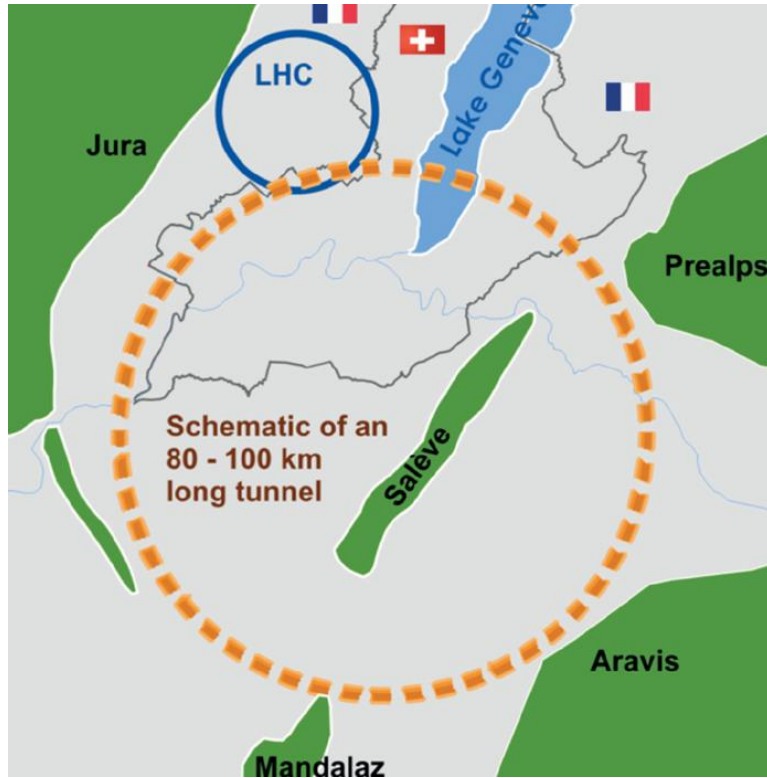 LHC
Lake Geneva
Jura
Prealps
Schematic of an
80 - 100 km
long tunnel
Salève
Aravis
Mandalaz